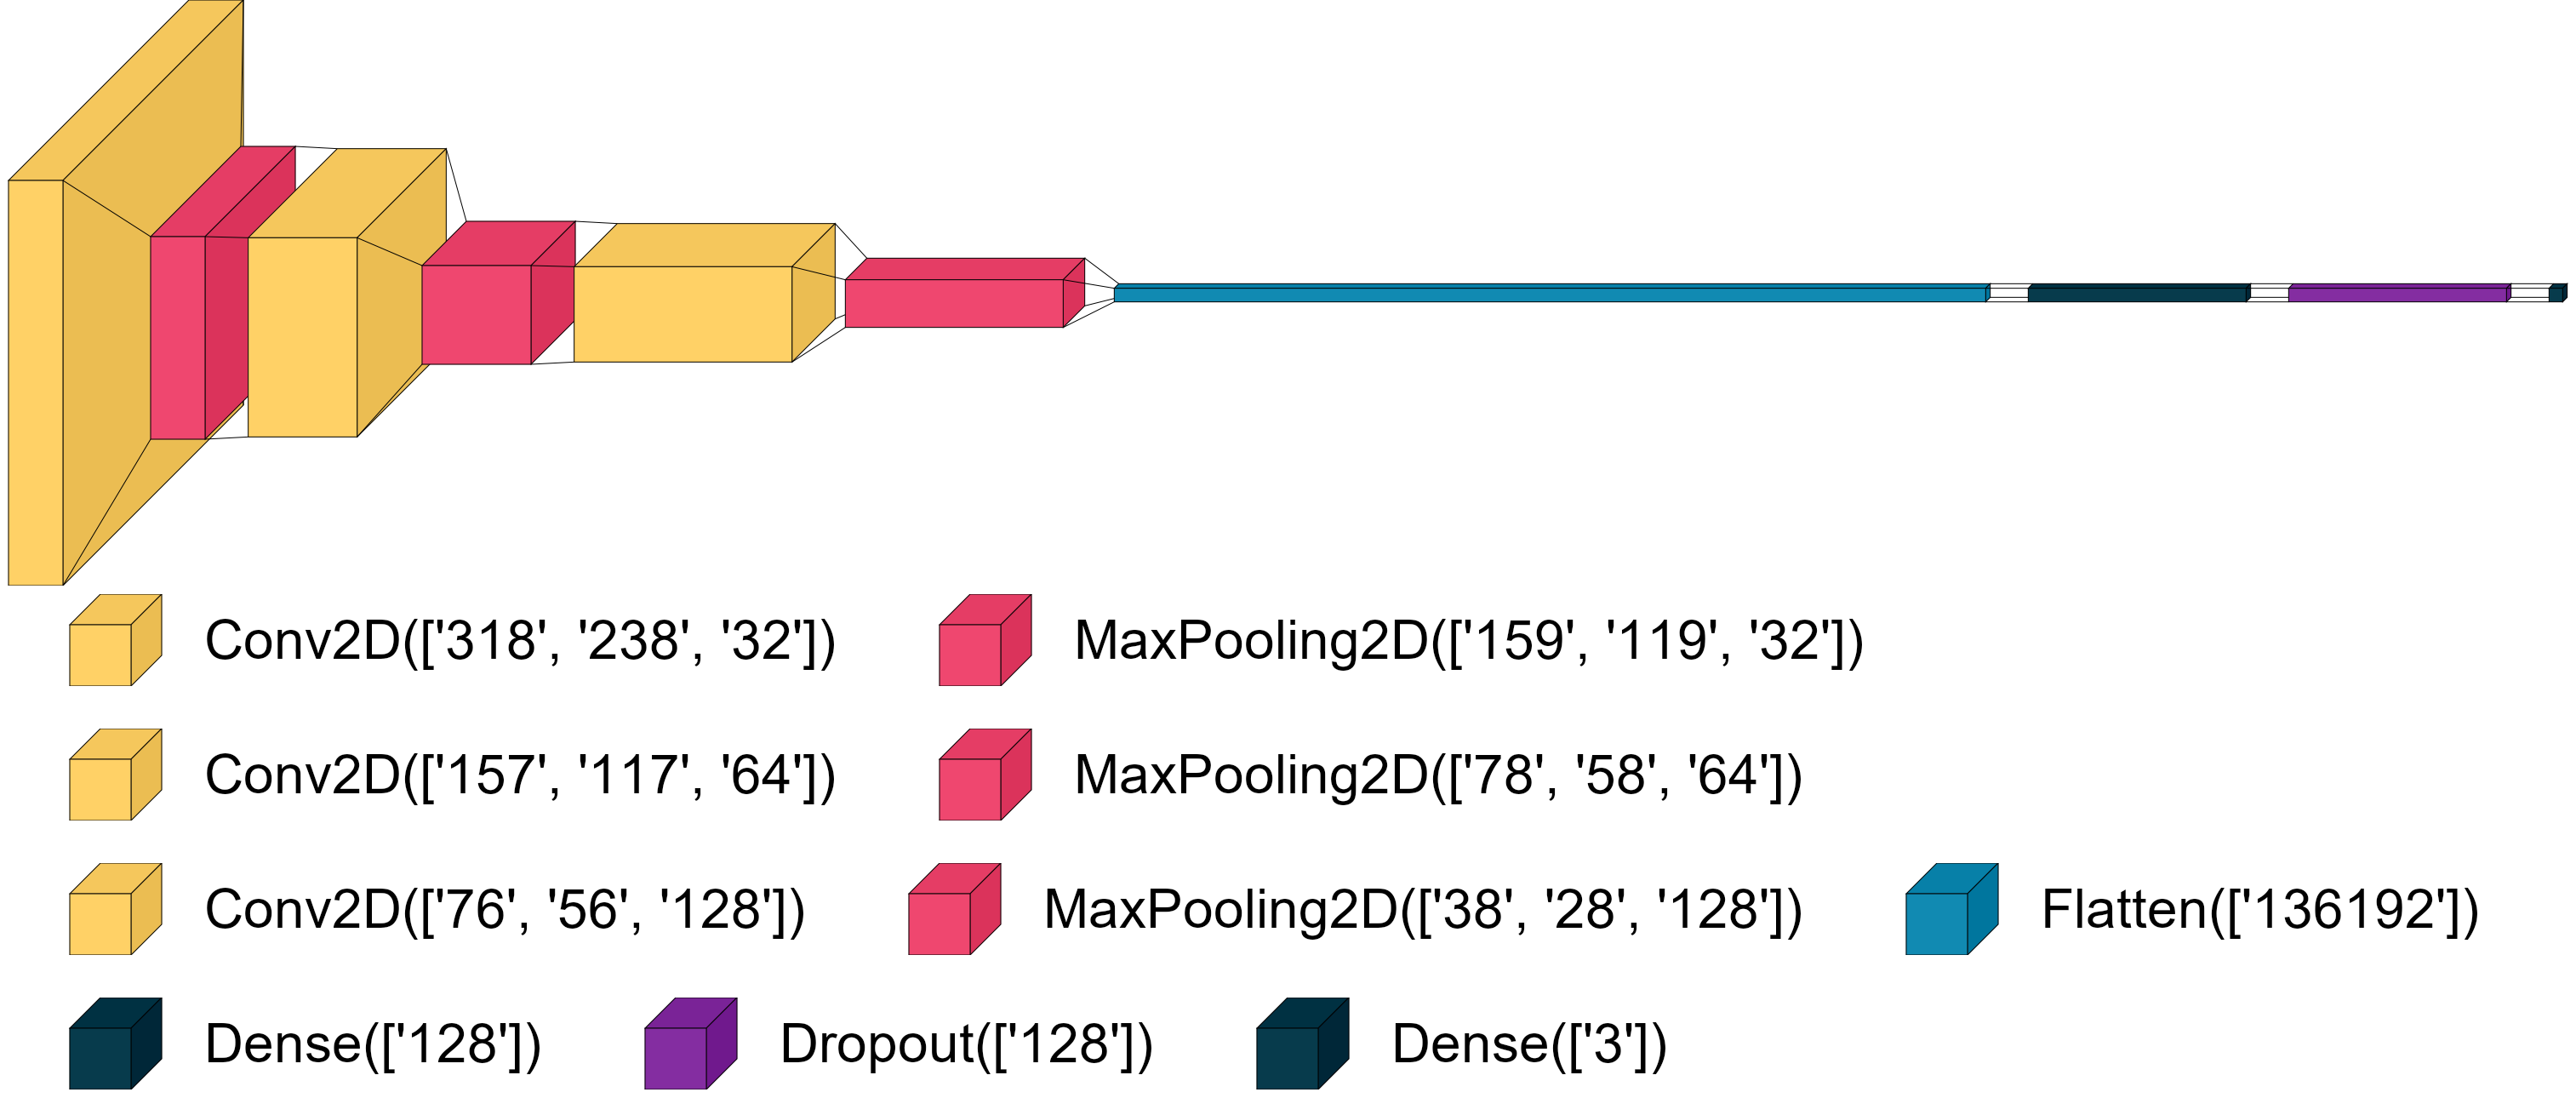 Conv2D(['318', '238', '32']) MaxPooling2D(['159', '119', '32'])
Conv2D(['157', '117', '64']) MaxPooling2D(['78', '58', '64'])
Conv2D(['76', '56', '128']) MaxPooling2D(['38', '28', '128']) Flatten(['136192'])
Dense(['128']) Dropout(['128']) Dense(['3'])